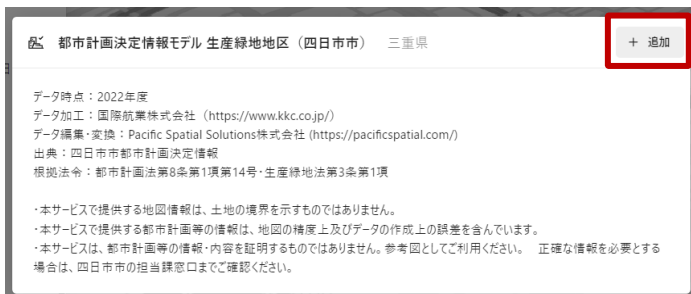 都市計画決定情報モデル 生産緑地地区（四日市市） 三重県
＋ 追加
データ時点：2022年度
データ加工：国際航業株式会社（https://www.kkc.co.jp/）
データ編集・変換：Pacific Spatial Solutions株式会社 (https://pacificspatial.com/)
出典：四日市市都市計画決定情報
根拠法令：都市計画法第8条第1項第14号・生産緑地法第3条第1項
・本サービスで提供する地図情報は、土地の境界を示すものではありません。
・本サービスで提供する都市計画等の情報は、地図の精度上及びデータの作成上の誤差を含んでいます。
・本サービスは、都市計画等の情報・内容を証明するものではありません。参考図としてご利用ください。　正確な情報を必要とする
場合は、四日市市の担当課窓口までご確認ください。